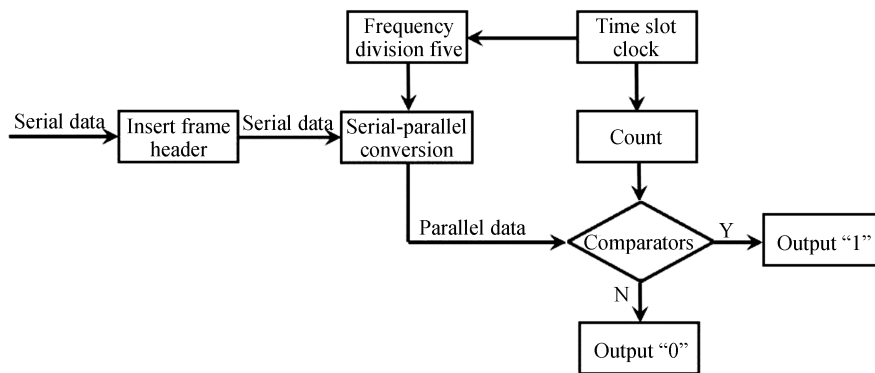 Frequency
division five
Time slot
clock
Serial data
Insert frame
header
Serial data
Serial-parallel
conversion
Count
Parallel data
Comparators
Y
Output “1”
N
Output “0”